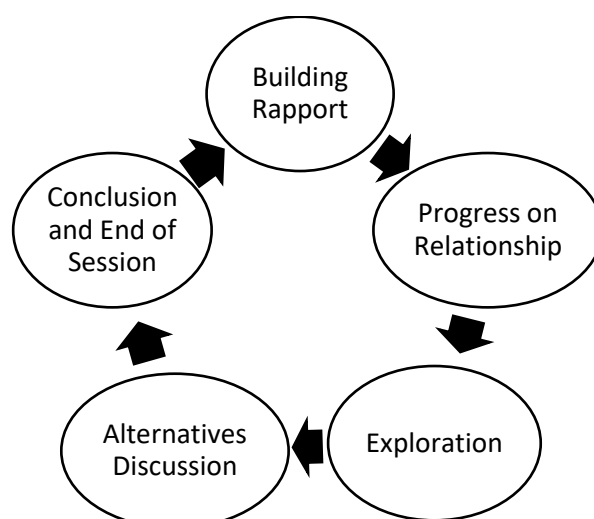 Building
Rapport
Progress on
Relationship
Exploration
Alternatives
Discussion
Conclusion
and End of
Session